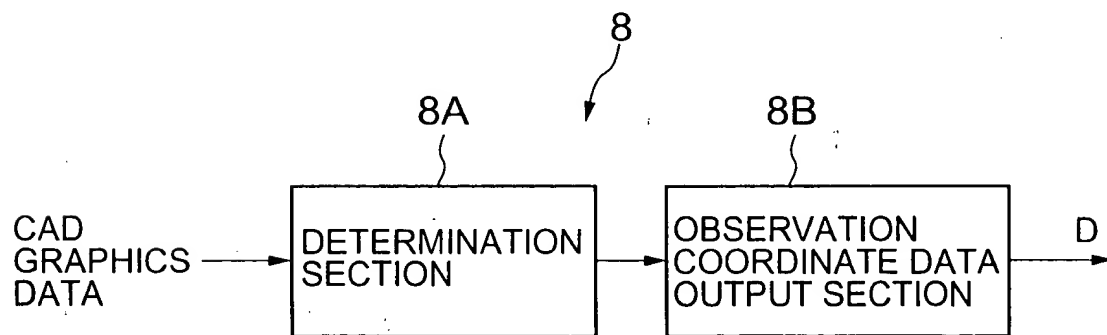 8
8A
8B
CAD
GRAPHICS
DATA
DETERMINATION
SECTION
OBSERVATION
COORDINATE DATA
OUTPUT SECTION
D